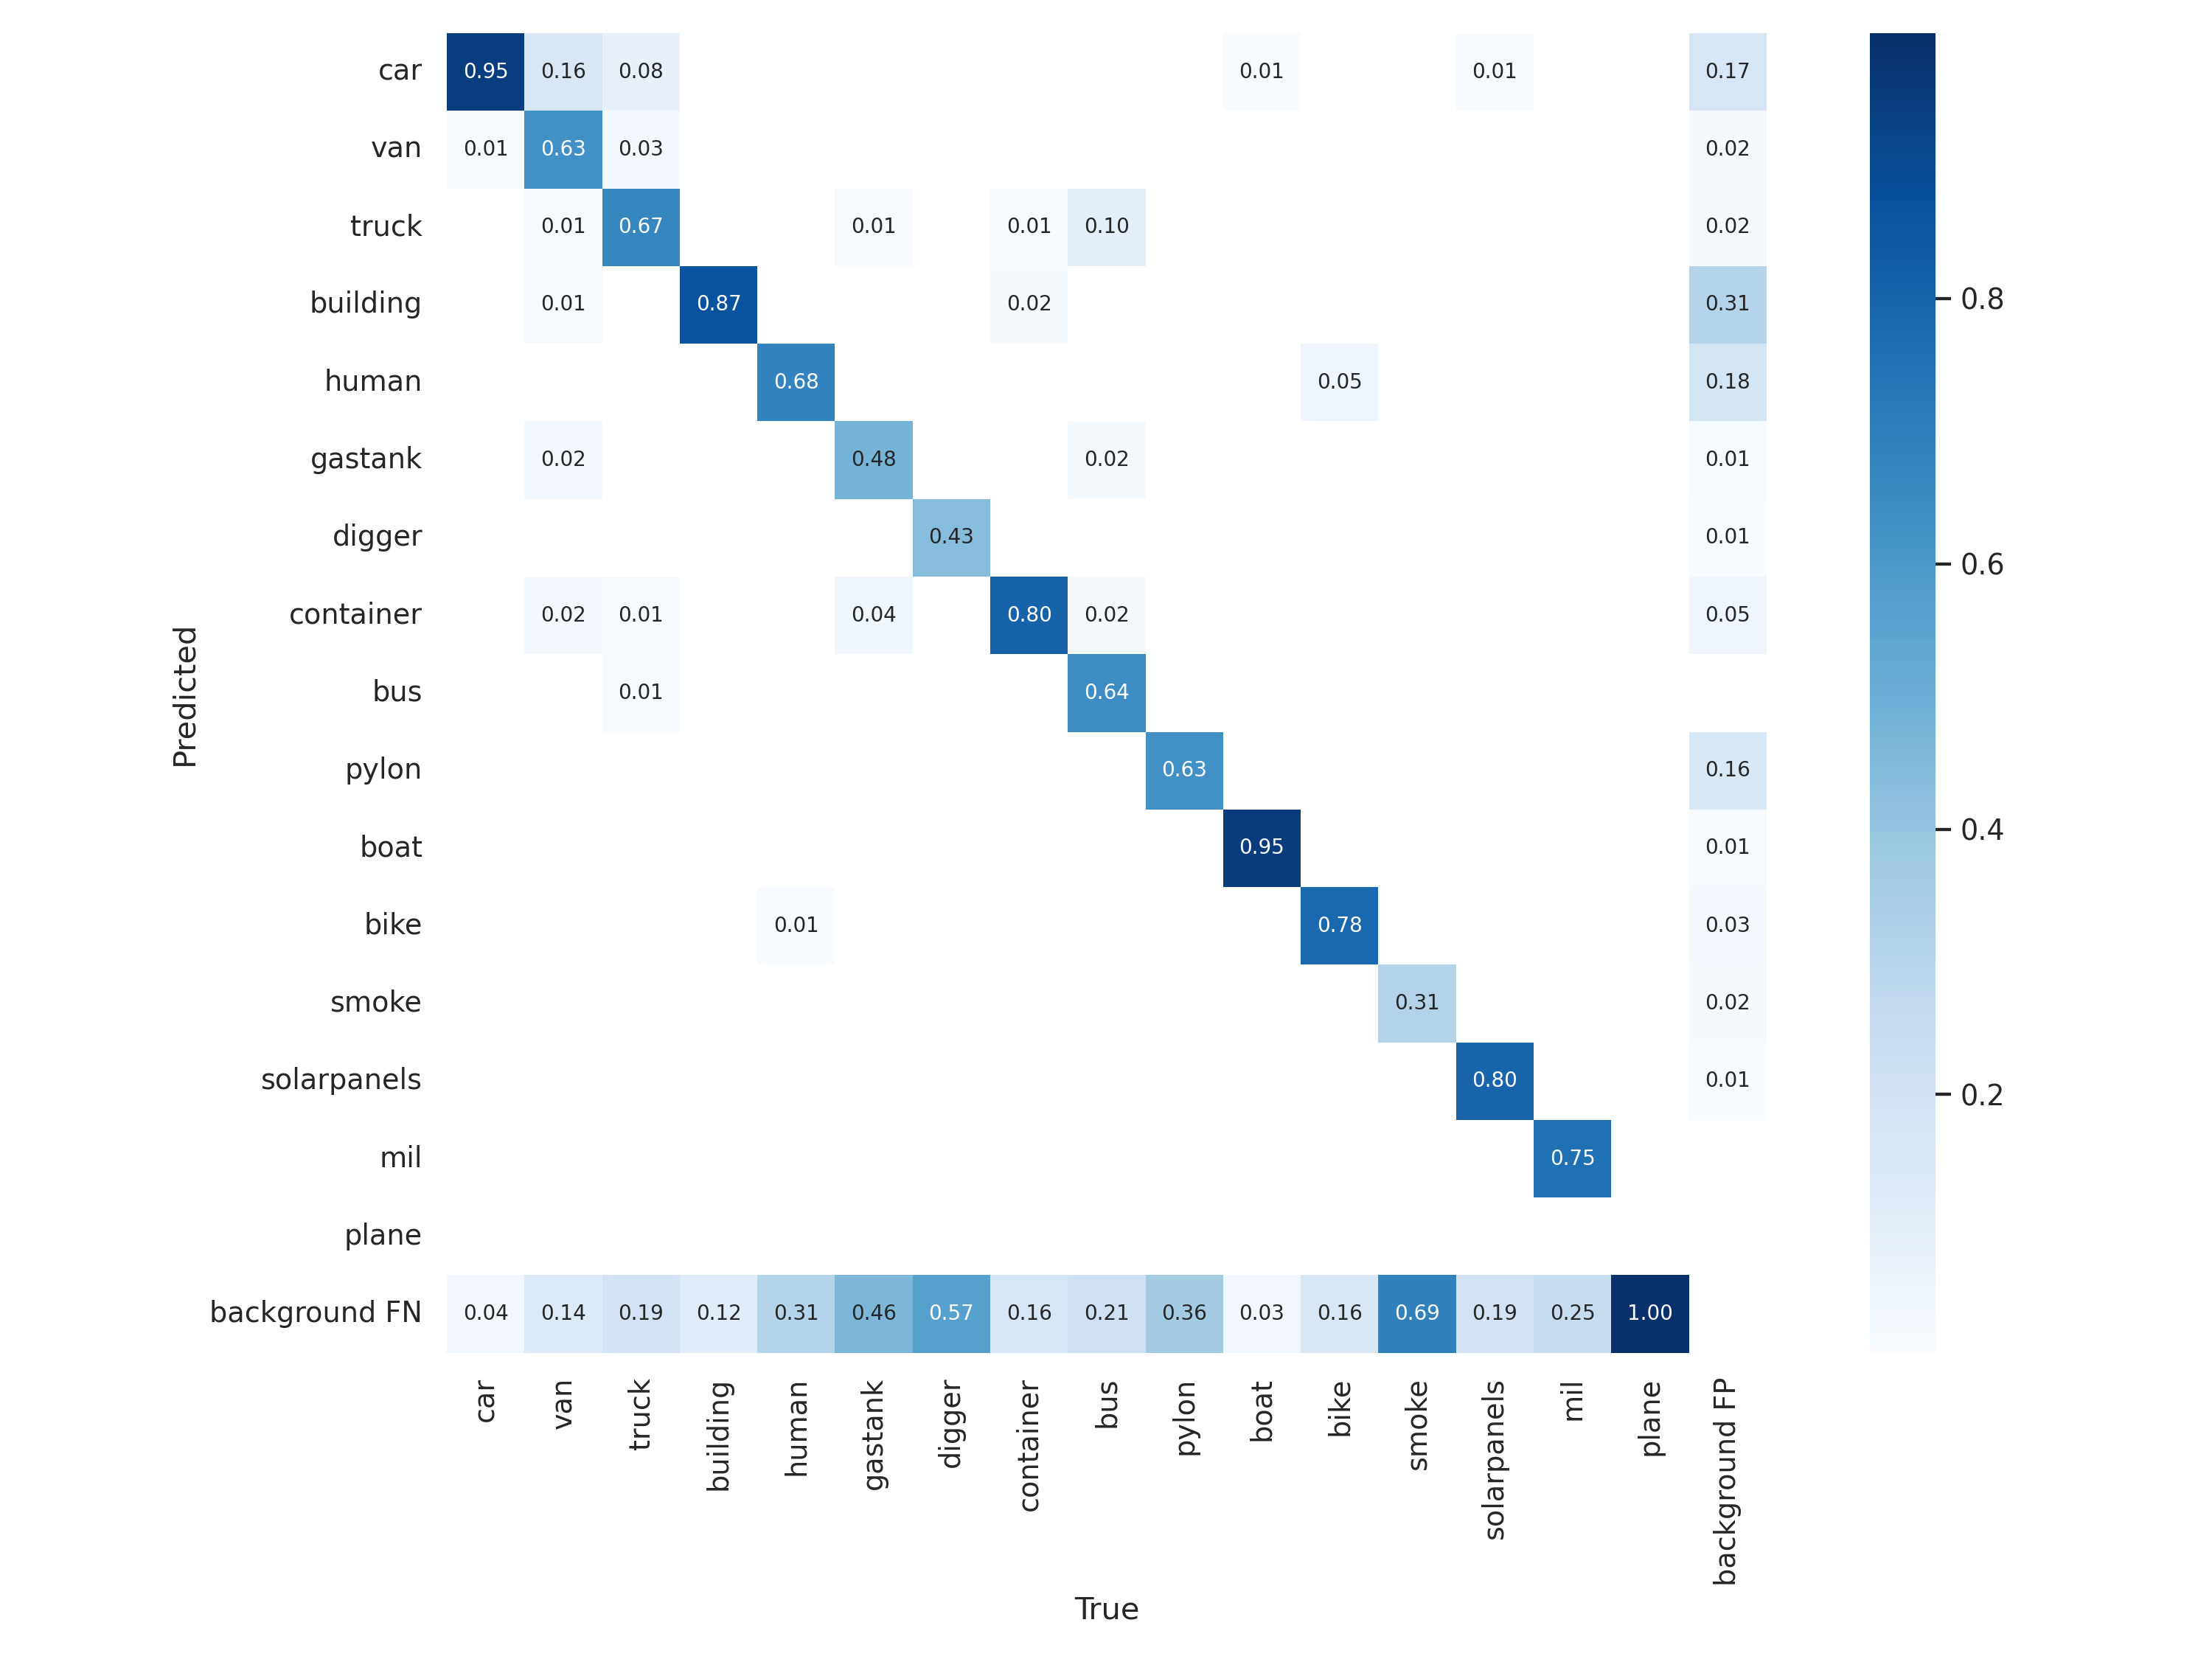 car 0.95 0.16 0.08 0.01 0.01 0.17
van 0.01 0.63 0.03 0.02
truck 0.01 0.67 0.01 0.01 0.10 0.02
building 0.01 0.87 0.02 0.31 0.8
human 0.68 0.05 0.18
gastank 0.02 0.48 0.02 0.01
digger 0.43 0.01 0.6
container 0.02 0.01 0.04 0.80 0.02 0.05
Predicted
bus 0.01 0.64
pylon 0.63 0.16
boat 0.95 0.01 0.4
bike 0.01 0.78 0.03
smoke 0.31 0.02
solarpanels 0.80 0.01 0.2
mil 0.75
plane
background FN 0.04 0.14 0.19 0.12 0.31 0.46 0.57 0.16 0.21 0.36 0.03 0.16 0.69 0.19 0.25 1.00
car van truck building human gastank digger container bus pylon boat bike smoke solarpanels mil plane background FP
True